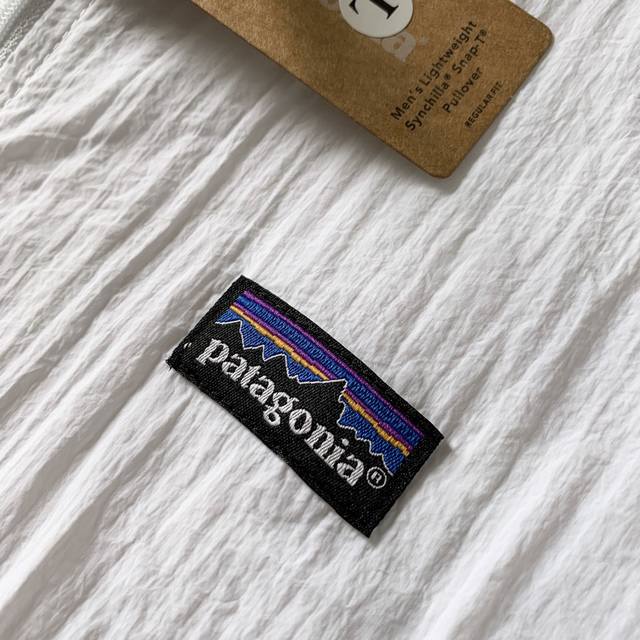 Men's Lightweight
Synchilla® Snap-T®
Pullover
REGULAR FIT
patagonia®